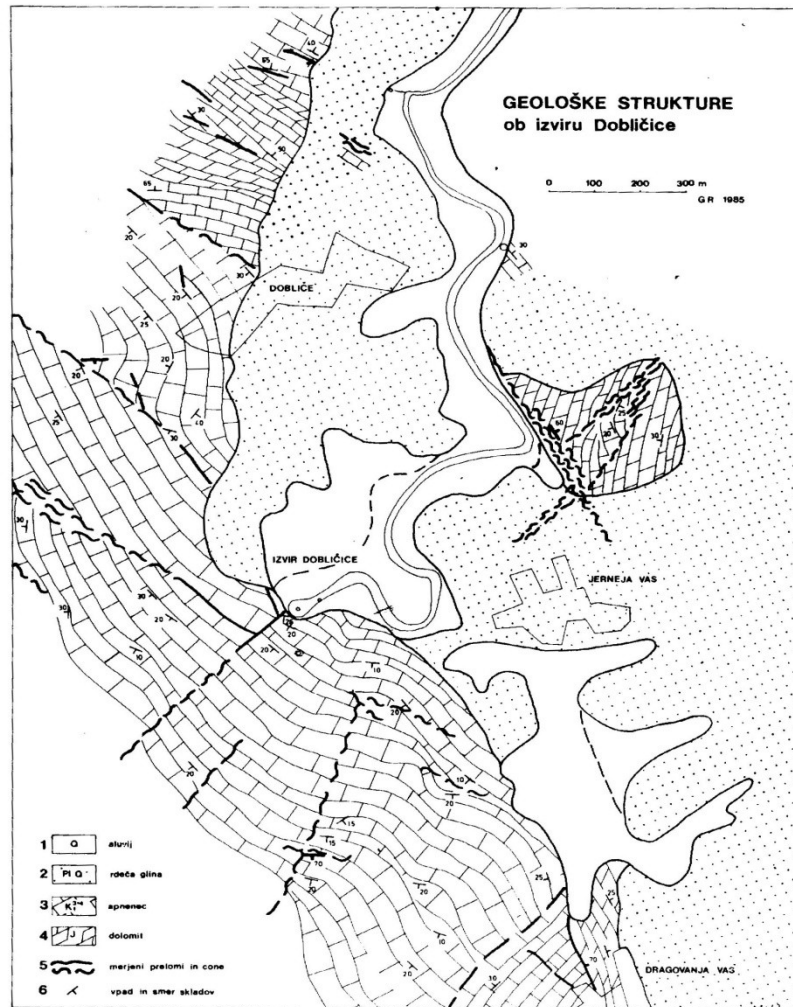 GEOLOŠKE STRUKTURE
ob izviru Dobličice
0 100 200 300 m
GR 1985
DOBLIČE
IZVIR DOBLIČICE
JERNEJA VAS
DRAGOVANJA VAS
1 Q aluvij
2 Pl Q rdeča glina
3 apnenec
4 J dolomit
5 merjeni prelomi in cone
6 vpad in smer skladov